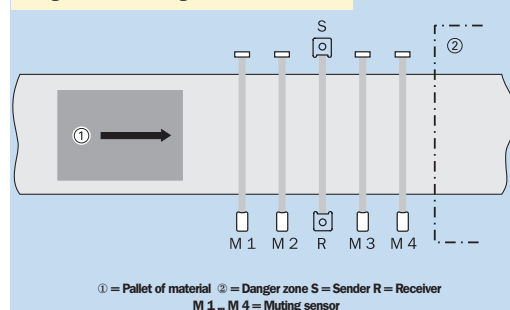 S
②
①
M 1 M 2 R M 3 M 4
① = Pallet of material ② = Danger zone S = Sender R = Receiver
M 1 ... M 4 = Muting sensor